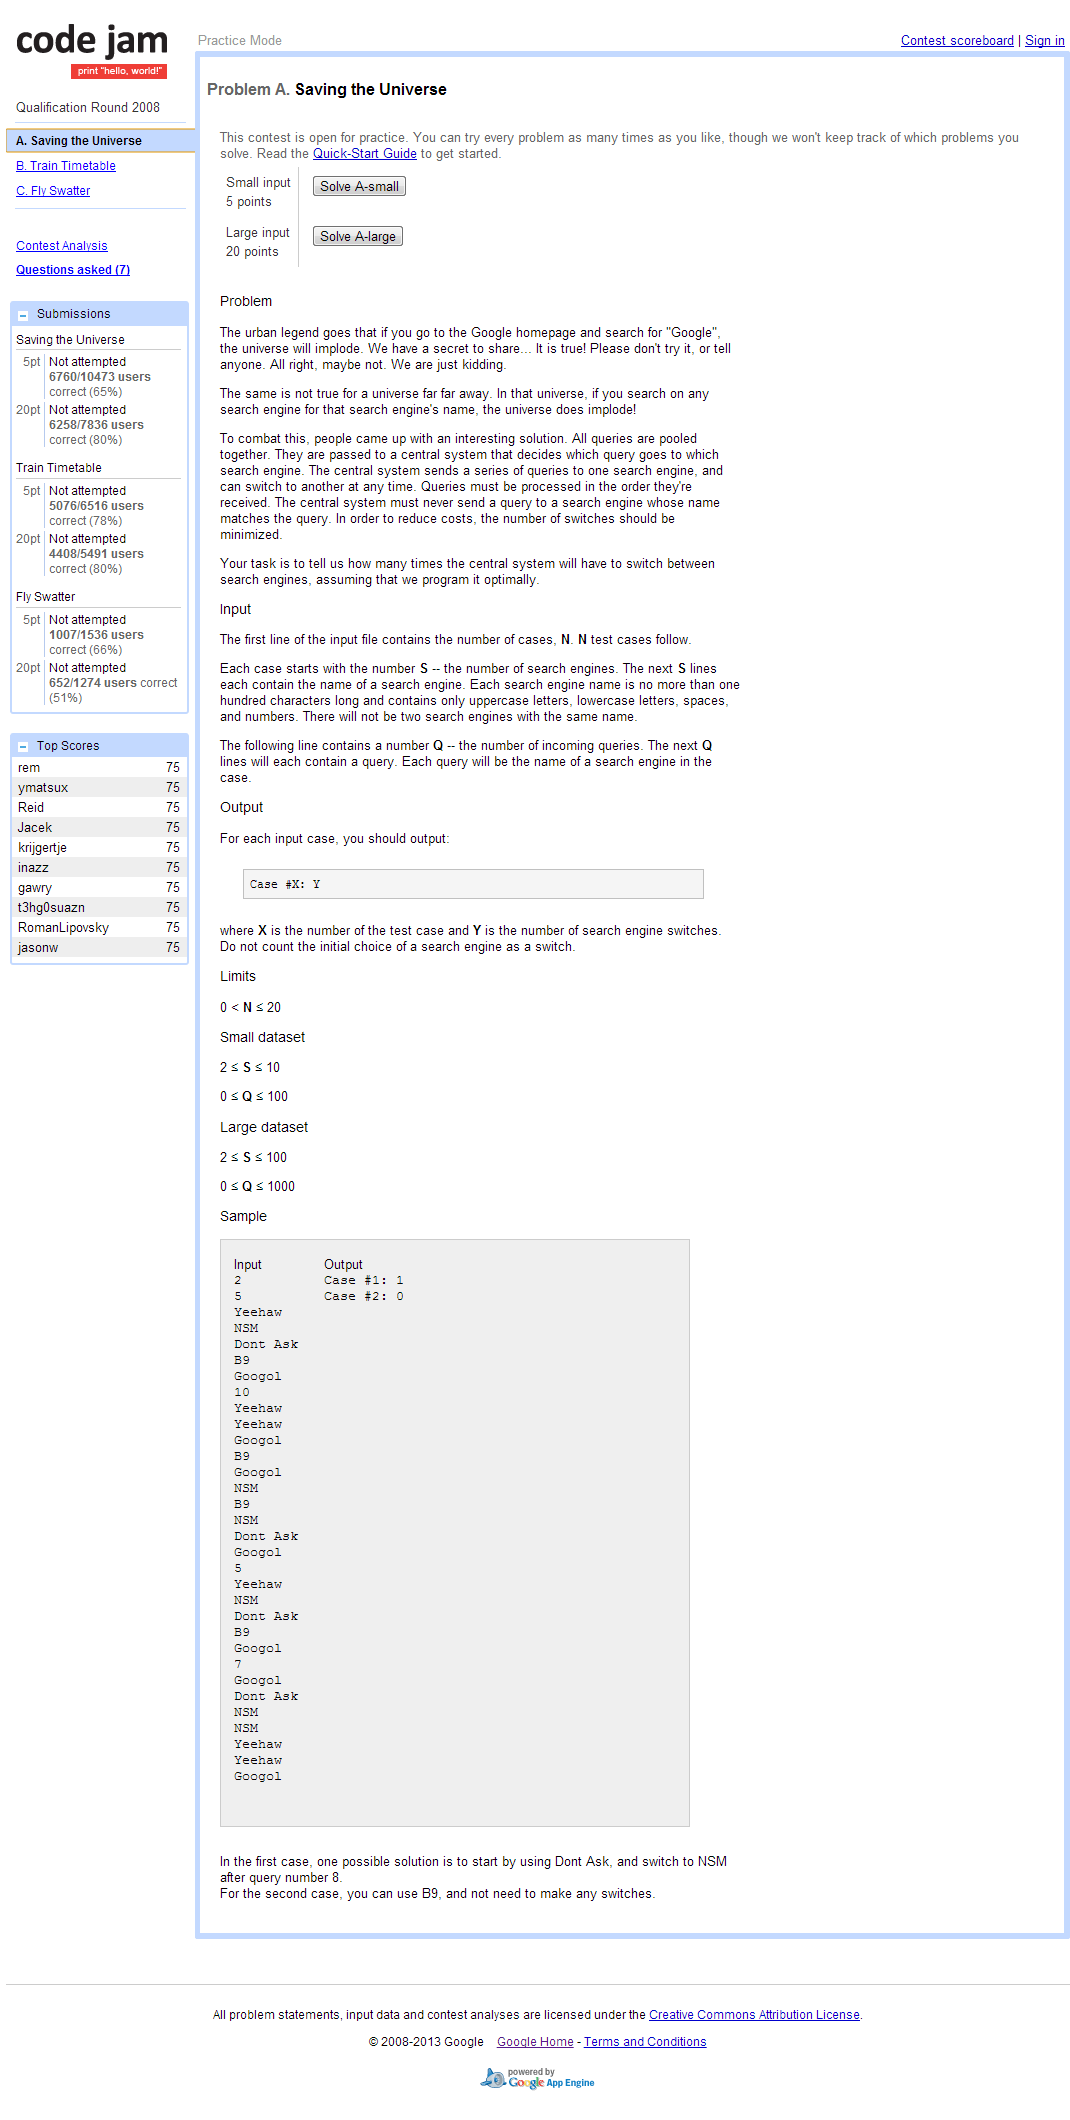 code jam
print "hello, world!"
Qualification Round 2008
A. Saving the Universe
B. Train Timetable
C. Fly Swatter
Contest Analysis
Questions asked (7)
Submissions
Saving the Universe
5pt Not attempted
6760/10473 users
correct (65%)
20pt Not attempted
6258/7836 users
correct (80%)
Train Timetable
5pt Not attempted
5076/6516 users
correct (78%)
20pt Not attempted
4408/5491 users
correct (80%)
Fly Swatter
5pt Not attempted
1007/1536 users
correct (66%)
20pt Not attempted
652/1274 users correct
(51%)
Top Scores
rem 75
ymatsux 75
Reid 75
Jacek 75
krijgertje 75
inazz 75
gawry 75
t3hg0suazn 75
RomanLipovsky 75
jasonw 75
Practice Mode
Contest scoreboard | Sign in
Problem A. Saving the Universe
This contest is open for practice. You can try every problem as many times as you like, though we won't keep track of which problems you
solve. Read the Quick-Start Guide to get started.
Small input
5 points
Solve A-small
Large input
20 points
Solve A-large
Problem
The urban legend goes that if you go to the Google homepage and search for "Google",
the universe will implode. We have a secret to share... It is true! Please don't try it, or tell
anyone. All right, maybe not. We are just kidding.
The same is not true for a universe far far away. In that universe, if you search on any
search engine for that search engine's name, the universe does implode!
To combat this, people came up with an interesting solution. All queries are pooled
together. They are passed to a central system that decides which query goes to which
search engine. The central system sends a series of queries to one search engine, and
can switch to another at any time. Queries must be processed in the order they're
received. The central system must never send a query to a search engine whose name
matches the query. In order to reduce costs, the number of switches should be
minimized.
Your task is to tell us how many times the central system will have to switch between
search engines, assuming that we program it optimally.
Input
The first line of the input file contains the number of cases, N. N test cases follow.
Each case starts with the number S -- the number of search engines. The next S lines
each contain the name of a search engine. Each search engine name is no more than one
hundred characters long and contains only uppercase letters, lowercase letters, spaces,
and numbers. There will not be two search engines with the same name.
The following line contains a number Q -- the number of incoming queries. The next Q
lines will each contain a query. Each query will be the name of a search engine in the
case.
Output
For each input case, you should output:
Case #X: Y
where X is the number of the test case and Y is the number of search engine switches.
Do not count the initial choice of a search engine as a switch.
Limits
0 < N ≤ 20
Small dataset
2 ≤ S ≤ 10
0 ≤ Q ≤ 100
Large dataset
2 ≤ S ≤ 100
0 ≤ Q ≤ 1000
Sample
Input Output
2 Case #1: 1
5 Case #2: 0
Yeehaw
NSM
Dont Ask
B9
Googol
10
Yeehaw
Yeehaw
Googol
B9
Googol
NSM
B9
NSM
Dont Ask
Googol
5
Yeehaw
NSM
Dont Ask
B9
Googol
7
Googol
Dont Ask
NSM
NSM
Yeehaw
Yeehaw
Googol
In the first case, one possible solution is to start by using Dont Ask, and switch to NSM
after query number 8.
For the second case, you can use B9, and not need to make any switches.
All problem statements, input data and contest analyses are licensed under the Creative Commons Attribution License.
© 2008-2013 Google Google Home - Terms and Conditions
powered by
Google App Engine